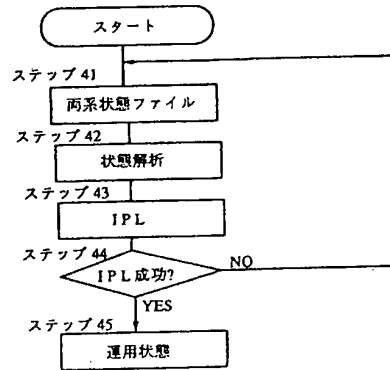 スタート
ステップ 41
両系状態ファイル
ステップ 42
状態解析
ステップ 43
IPL
ステップ 44
IPL成功?
NO
YES
ステップ 45
運用状態